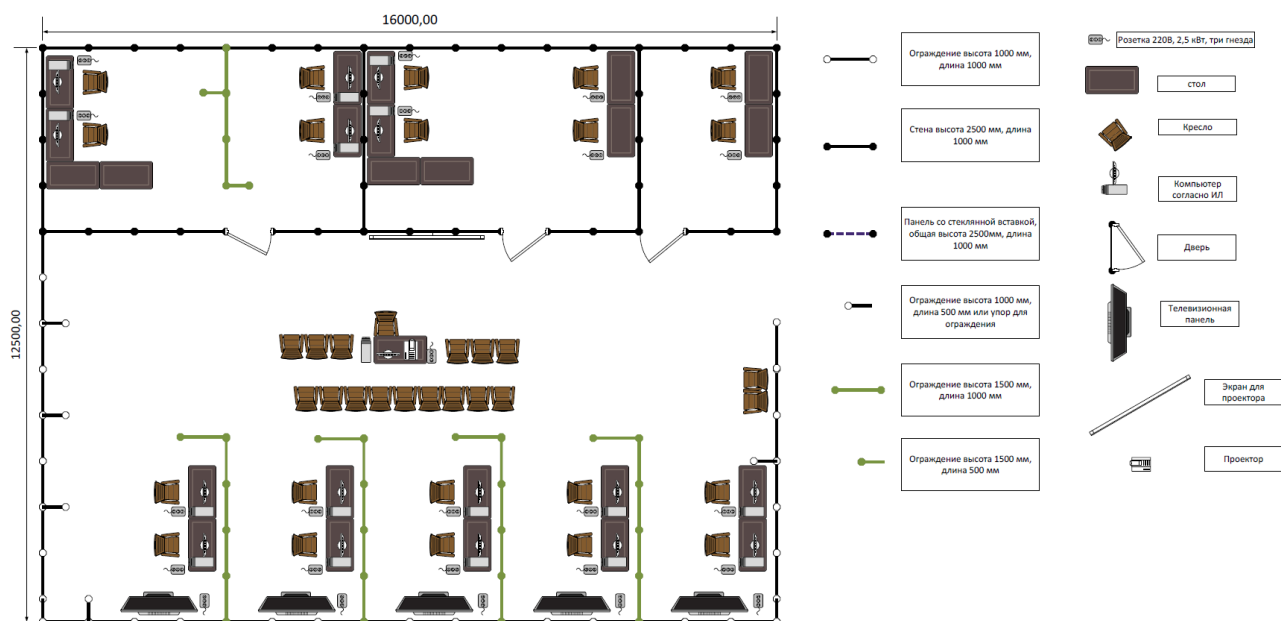 16000,00
12500,00
Ограждение высота 1000 мм,
длина 1000 мм
Стена высота 2500 мм, длина
1000 мм
Панель со стеклянной вставкой,
общая высота 2500мм, длина
1000 мм
Ограждение высота 1000 мм,
длина 500 мм или упор для
ограждения
Ограждение высота 1500 мм,
длина 1000 мм
Ограждение высота 1500 мм,
длина 500 мм
Розетка 220В, 2,5 кВт, три гнезда
стол
Кресло
Компьютер
согласно ИЛ
Дверь
Телевизионная
панель
Экран для
проектора
Проектор